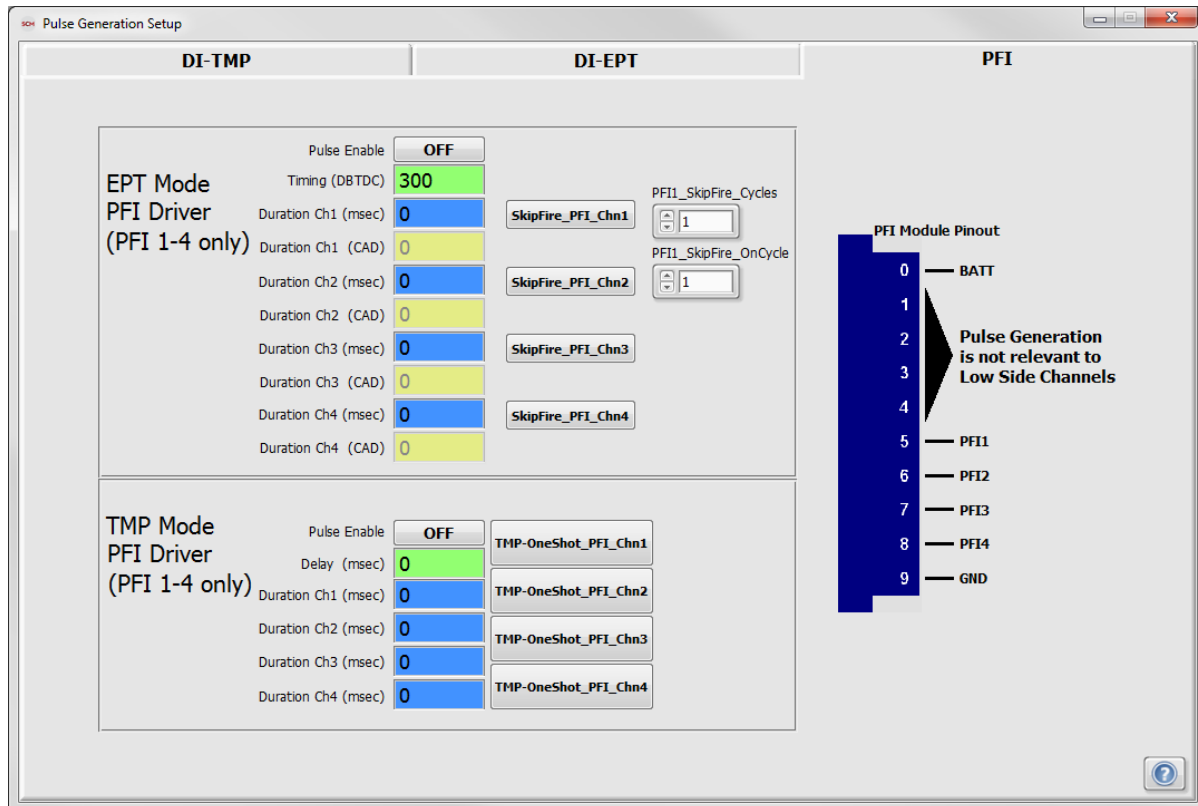 SCM Pulse Generation Setup
DI-TMP
DI-EPT
PFI
EPT Mode
PFI Driver
(PFI 1-4 only)
Pulse Enable OFF
Timing (DBTDC) 300
Duration Ch1 (msec) 0
Duration Ch1 (CAD) 0
Duration Ch2 (msec) 0
Duration Ch2 (CAD) 0
Duration Ch3 (msec) 0
Duration Ch3 (CAD) 0
Duration Ch4 (msec) 0
Duration Ch4 (CAD) 0
SkipFire_PFI_Chn1
SkipFire_PFI_Chn2
SkipFire_PFI_Chn3
SkipFire_PFI_Chn4
PFI1_SkipFire_Cycles
1
PFI1_SkipFire_OnCycle
1
TMP Mode
PFI Driver
(PFI 1-4 only)
Pulse Enable OFF
Delay (msec) 0
Duration Ch1 (msec) 0
Duration Ch2 (msec) 0
Duration Ch3 (msec) 0
Duration Ch4 (msec) 0
TMP-OneShot_PFI_Chn1
TMP-OneShot_PFI_Chn2
TMP-OneShot_PFI_Chn3
TMP-OneShot_PFI_Chn4
PFI Module Pinout
0 BATT
1
2
3
4
Pulse Generation
is not relevant to
Low Side Channels
5 PFI1
6 PFI2
7 PFI3
8 PFI4
9 GND
?